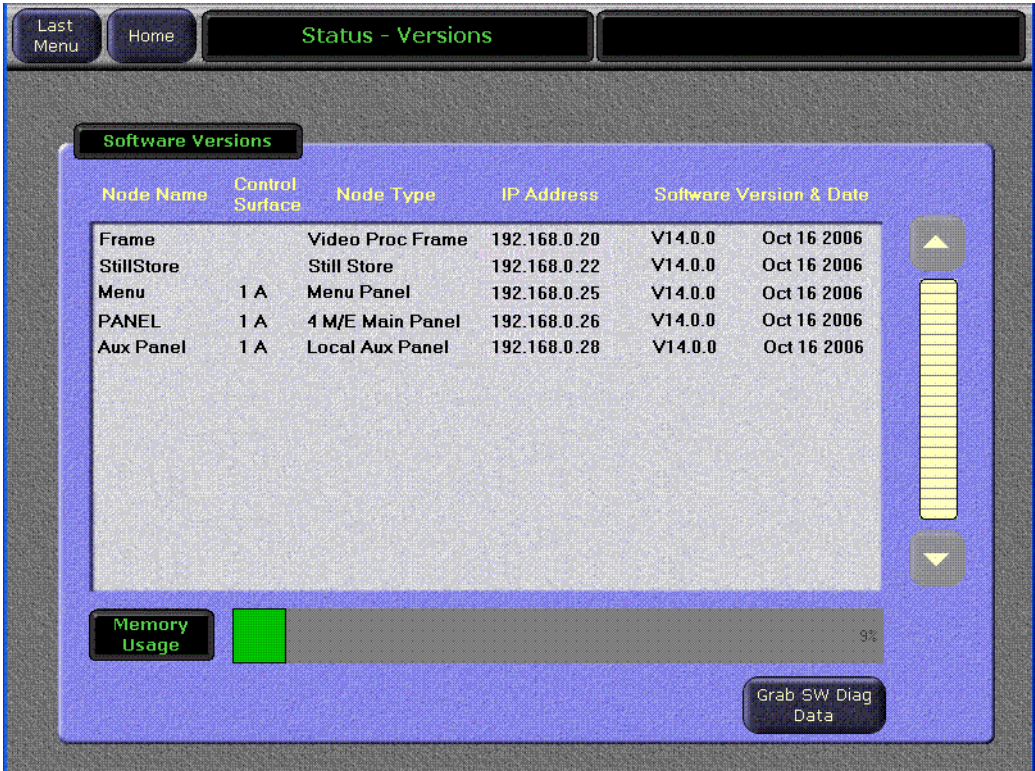 Last Menu
Home
Status - Versions
Software Versions
Node Name Control Surface Node Type IP Address Software Version & Date
Frame Video Proc Frame 192.168.0.20 V14.0.0 Oct 16 2006
StillStore Still Store 192.168.0.22 V14.0.0 Oct 16 2006
Menu 1 A Menu Panel 192.168.0.25 V14.0.0 Oct 16 2006
PANEL 1 A 4 M/E Main Panel 192.168.0.26 V14.0.0 Oct 16 2006
Aux Panel 1 A Local Aux Panel 192.168.0.28 V14.0.0 Oct 16 2006
Memory
Usage
9%
Grab SW Diag
Data